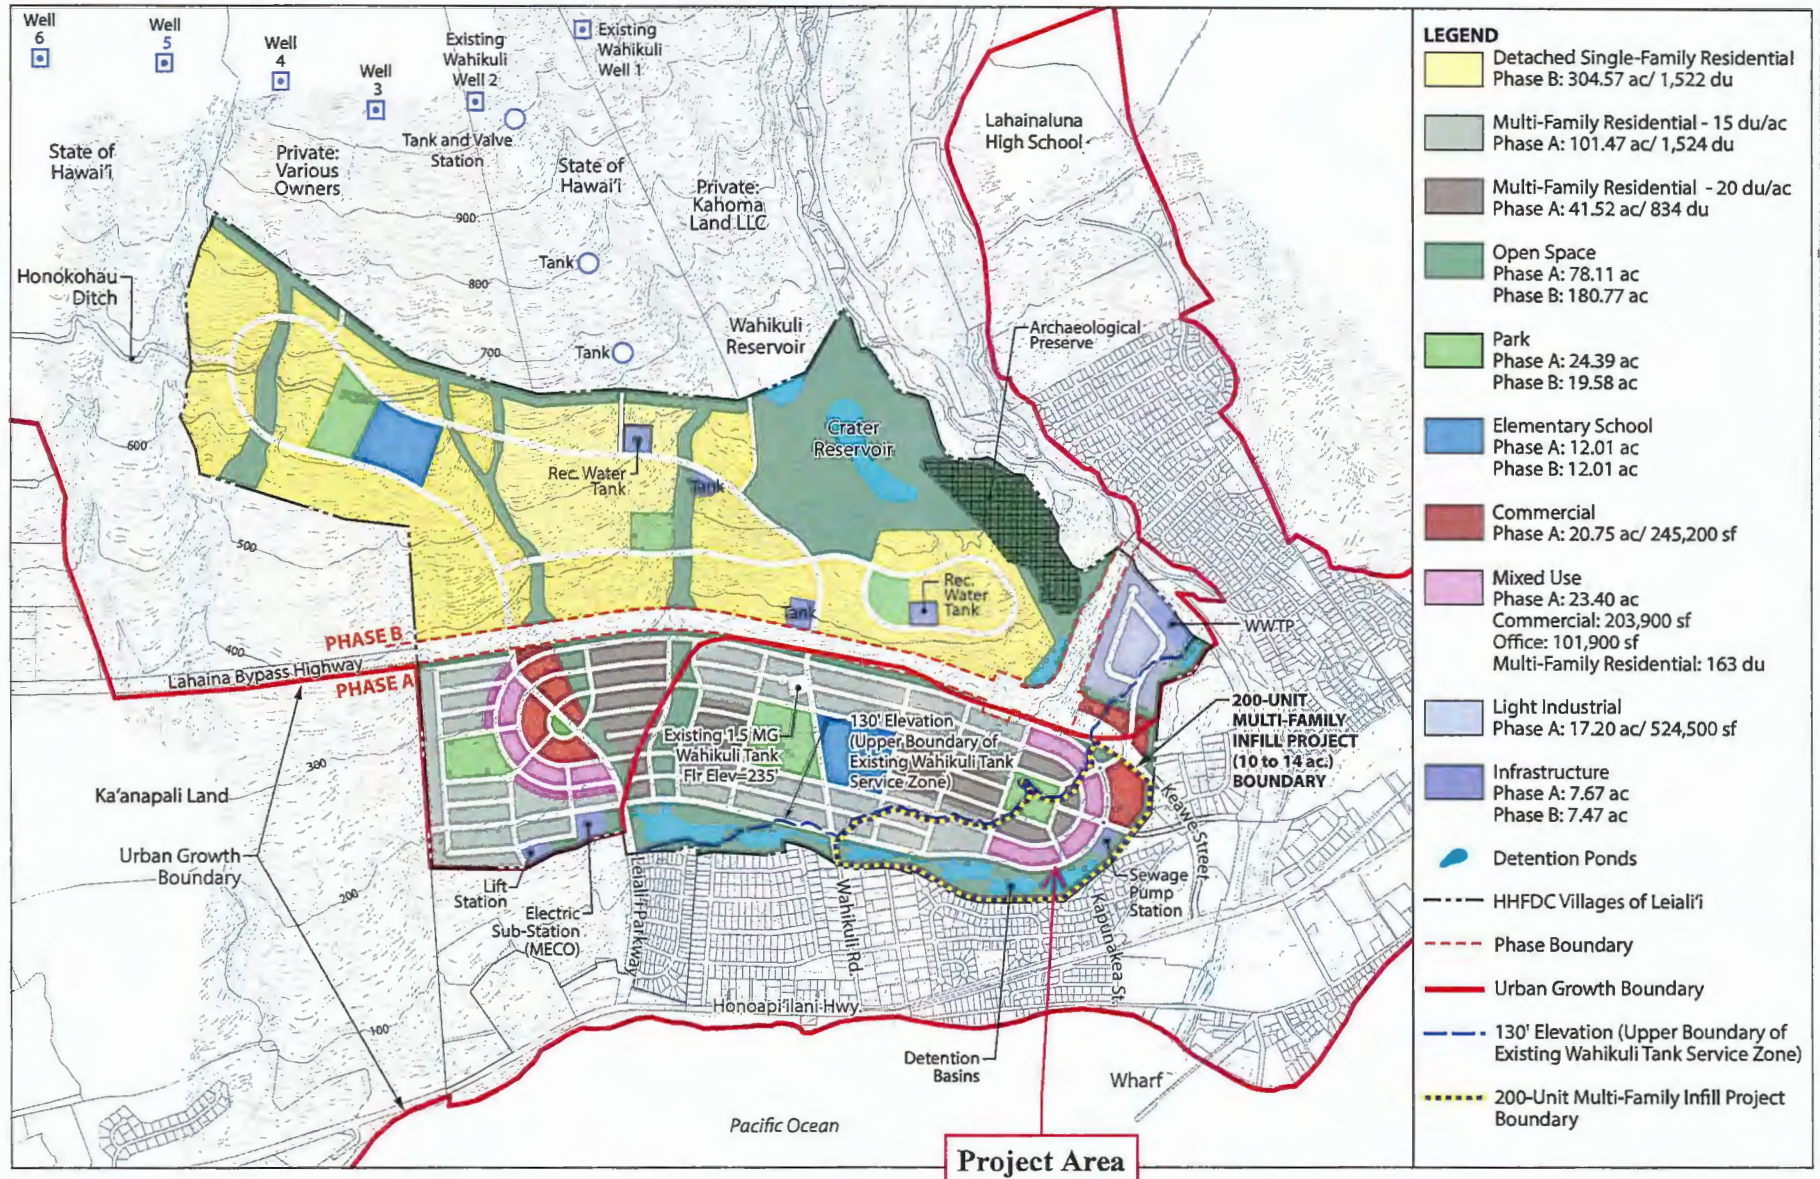 Well
6
Well
5
Well
4
Well
3
Existing
Wahikuli
Well 2
Existing
Wahikuli
Well 1
Tank and Valve
Station
State of
Hawai'i
Private:
Various
Owners
State of
Hawai'i
Private:
Kahoma
Land LLC
Lahainaluna
High School
900
800
700
600
500
400
300
200
100
Tank
Tank
Honokohau
Ditch
Wahikuli
Reservoir
Archaeological
Preserve
Crater
Reservoir
Rec. Water
Tank
Tank
Rec.
Water
Tank
Tank
WWTP
PHASE B
Lahaina Bypass Highway
PHASE A
Existing 1.5 MG
Wahikuli Tank
Flr Elev=235'
130' Elevation
(Upper Boundary of
Existing Wahikuli Tank
Service Zone)
200-UNIT
MULTI-FAMILY
INFILL PROJECT
(10 to 14 ac.)
BOUNDARY
Ka'anapali Land
Urban Growth
Boundary
Lift
Station
Electric
Sub-Station
(MECO)
Leiali'i Parkway
Wahikuli Rd.
Kapunakea St.
Keawe Street
Sewage
Pump
Station
Honoapi'ilani Hwy.
Detention
Basins
Wharf
Pacific Ocean
Project Area
LEGEND
Detached Single-Family Residential
Phase B: 304.57 ac/ 1,522 du
Multi-Family Residential - 15 du/ac
Phase A: 101.47 ac/ 1,524 du
Multi-Family Residential - 20 du/ac
Phase A: 41.52 ac/ 834 du
Open Space
Phase A: 78.11 ac
Phase B: 180.77 ac
Park
Phase A: 24.39 ac
Phase B: 19.58 ac
Elementary School
Phase A: 12.01 ac
Phase B: 12.01 ac
Commercial
Phase A: 20.75 ac/ 245,200 sf
Mixed Use
Phase A: 23.40 ac
Commercial: 203,900 sf
Office: 101,900 sf
Multi-Family Residential: 163 du
Light Industrial
Phase A: 17.20 ac/ 524,500 sf
Infrastructure
Phase A: 7.67 ac
Phase B: 7.47 ac
Detention Ponds
HHFDC Villages of Leiali'i
Phase Boundary
Urban Growth Boundary
130' Elevation (Upper Boundary of
Existing Wahikuli Tank Service Zone)
200-Unit Multi-Family Infill Project
Boundary